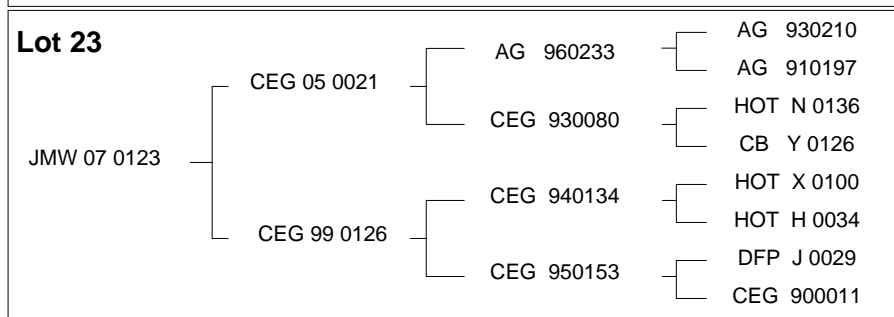 Lot 23
AG 930210
AG 960233
AG 910197
CEG 05 0021
HOT N 0136
CEG 930080
CB Y 0126
JMW 07 0123
HOT X 0100
CEG 940134
HOT H 0034
CEG 99 0126
DFP J 0029
CEG 950153
CEG 900011